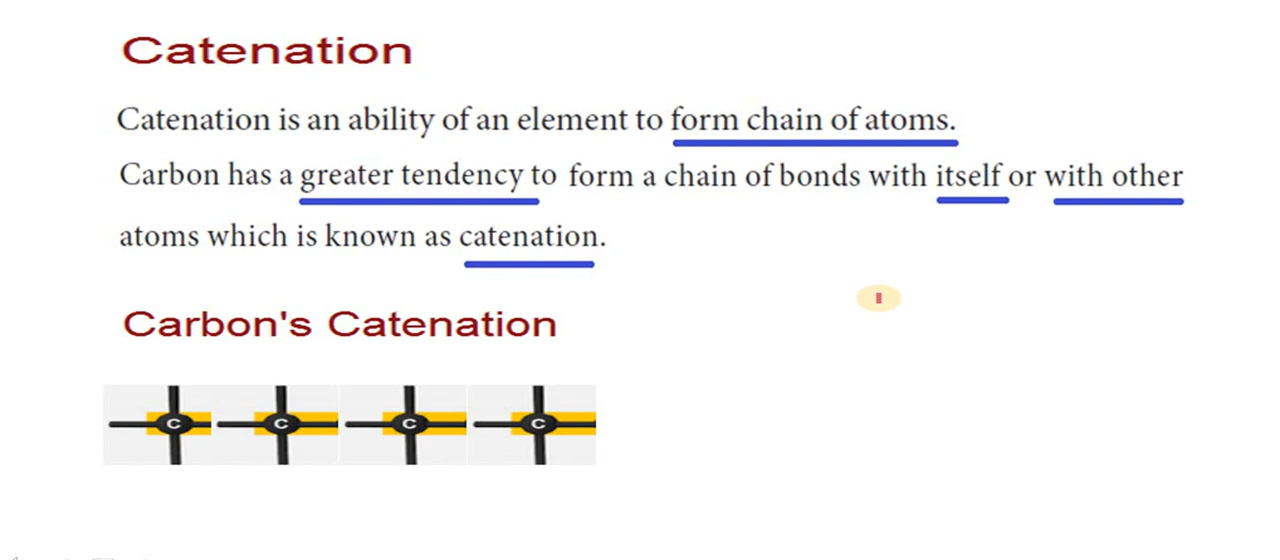 Catenation
Catenation is an ability of an element to form chain of atoms.
Carbon has a greater tendency to form a chain of bonds with itself or with other
atoms which is known as catenation.
Carbon's Catenation
C C C C